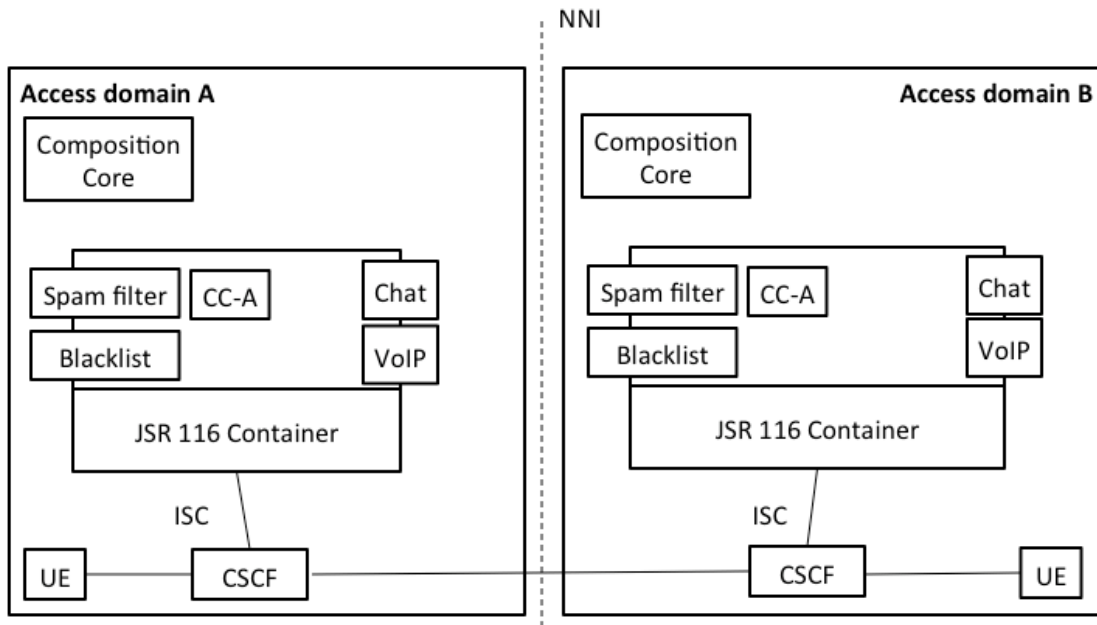 NNI
Access domain A
Composition
Core
Spam filter
CC-A
Chat
Blacklist
VoIP
JSR 116 Container
ISC
UE
CSCF
Access domain B
Composition
Core
Spam filter
CC-A
Chat
Blacklist
VoIP
JSR 116 Container
ISC
CSCF
UE